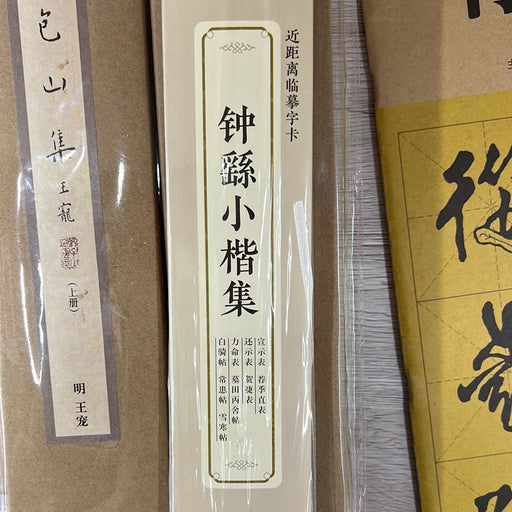 包山集
王寵
（上册）
明 王宠
近距离临摹字卡
钟繇小楷集
宣示表 荐季直表
还示表 贺捷表
力命表 墓田丙舍帖
白骑帖 常患帖 雪寒帖
從